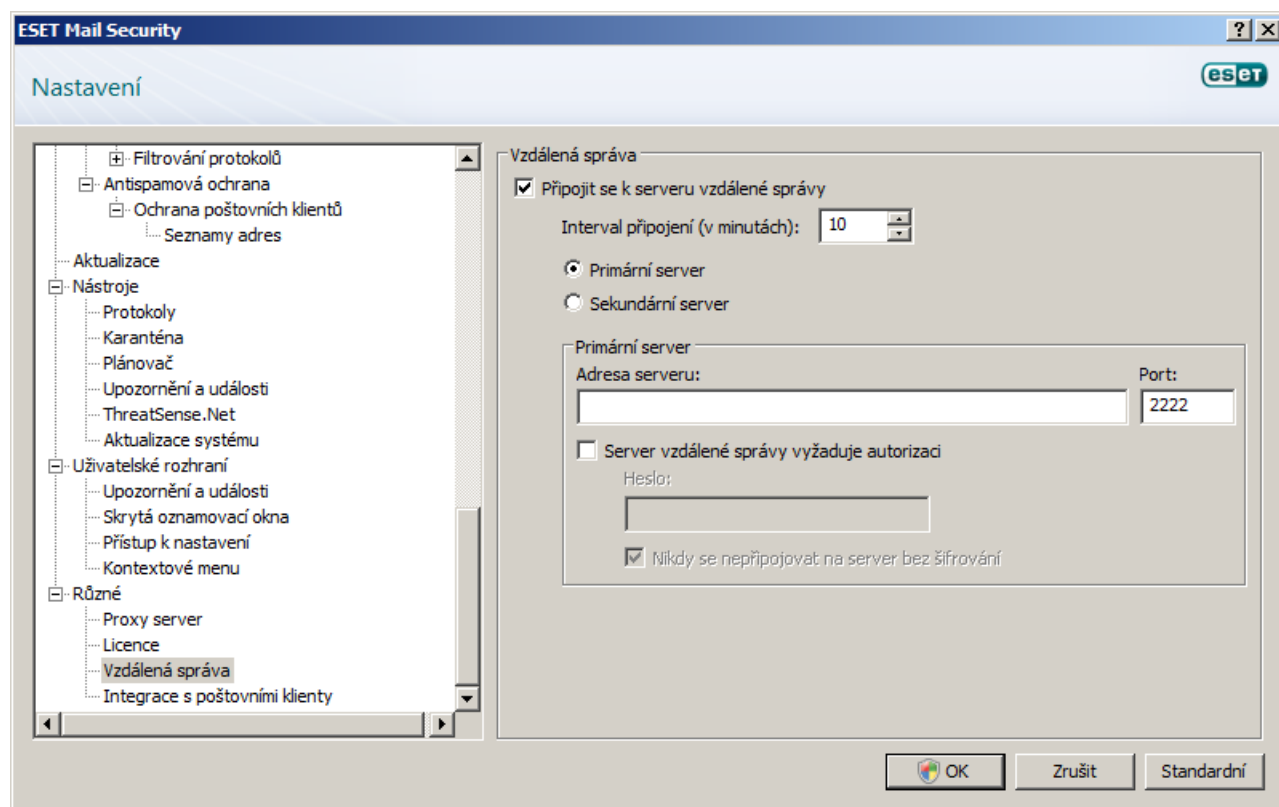 ESET Mail Security
Nastavení
eset
Filtrování protokolů
Antispamová ochrana
Ochrana poštovních klientů
Seznamy adres
Aktualizace
Nástroje
Protokoly
Karanténa
Plánovač
Upozornění a události
ThreatSense.Net
Aktualizace systému
Uživatelské rozhraní
Upozornění a události
Skrytá oznamovací okna
Přístup k nastavení
Kontextové menu
Různé
Proxy server
Licence
Vzdálená správa
Integrace s poštovními klienty
Vzdálená správa
Připojit se k serveru vzdálené správy
Interval připojení (v minutách): 10
Primární server
Sekundární server
Primární server
Adresa serveru: Port:
2222
Server vzdálené správy vyžaduje autorizaci
Heslo:
Nikdy se nepřipojovat na server bez šifrování
OK Zrušit Standardní